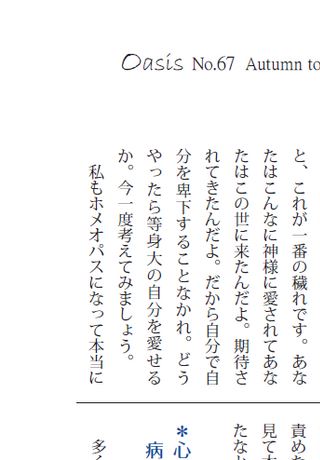 Oasis No.67 Autumn to
と、これが一番の穢れです。あな
たはこんなに神様に愛されてあな
たはこの世に来たんだよ。期待さ
れてきたんだよ。だから自分で自
分を卑下することなかれ。どう
やったら等身大の自分を愛せる
か。今一度考えてみましょう。
私もホメオパスになって本当に
責め
見て
たな
*心
病
多く